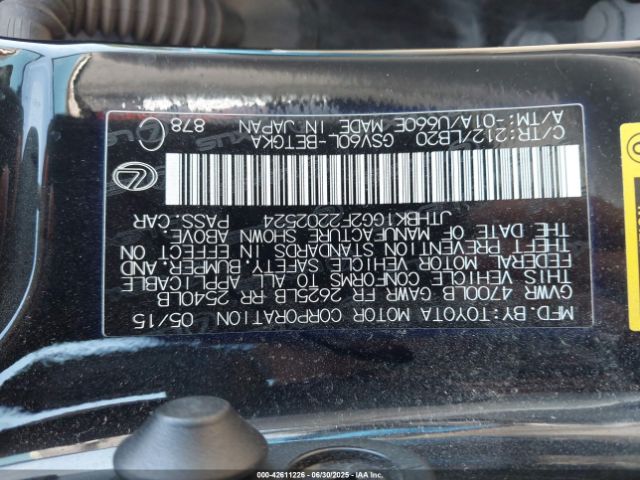 MFD. BY: TOYOTA MOTOR CORPORATION 05/15
GVWR 4700LB GAWR FR 2625LB RR 2540LB
THIS VEHICLE CONFORMS TO ALL APPLICABLE
FEDERAL MOTOR VEHICLE SAFETY, BUMPER, AND
THEFT PREVENTION STANDARDS IN EFFECT ON
THE DATE OF MANUFACTURE SHOWN ABOVE.
JTHBK1GG2F2202524 PASS. CAR
C/TR: 212/LB20 GSV60L-BETGKA
A/TM: -01A/U660E MADE IN JAPAN 878
000-42611226 - 06/30/2025 - IAAI.COM